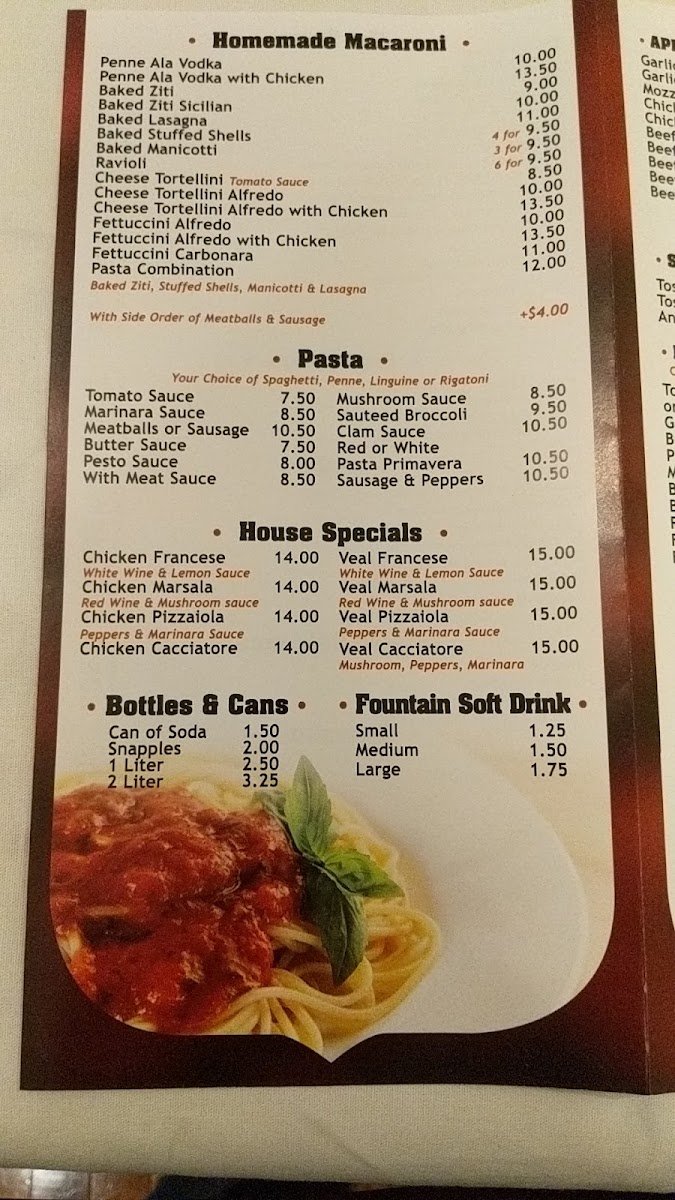 • Homemade Macaroni •
Penne Ala Vodka 10.00
Penne Ala Vodka with Chicken 13.50
Baked Ziti 9.00
Baked Ziti Sicilian 10.00
Baked Lasagna 11.00
Baked Stuffed Shells 4 for 9.50
Baked Manicotti 3 for 9.50
Ravioli 6 for 9.50
Cheese Tortellini Tomato Sauce 8.50
Cheese Tortellini Alfredo 10.00
Cheese Tortellini Alfredo with Chicken 13.50
Fettuccini Alfredo 10.00
Fettuccini Alfredo with Chicken 13.50
Fettuccini Carbonara 11.00
Pasta Combination 12.00
Baked Ziti, Stuffed Shells, Manicotti & Lasagna
With Side Order of Meatballs & Sausage +$4.00
• Pasta •
Your Choice of Spaghetti, Penne, Linguine or Rigatoni
Tomato Sauce 7.50
Marinara Sauce 8.50
Meatballs or Sausage 10.50
Butter Sauce 7.50
Pesto Sauce 8.00
With Meat Sauce 8.50
Mushroom Sauce 8.50
Sauteed Broccoli 9.50
Clam Sauce 10.50
Red or White
Pasta Primavera 10.50
Sausage & Peppers 10.50
• House Specials •
Chicken Francese 14.00
White Wine & Lemon Sauce
Chicken Marsala 14.00
Red Wine & Mushroom sauce
Chicken Pizzaiola 14.00
Peppers & Marinara Sauce
Chicken Cacciatore 14.00
Veal Francese 15.00
White Wine & Lemon Sauce
Veal Marsala 15.00
Red Wine & Mushroom sauce
Veal Pizzaiola 15.00
Peppers & Marinara Sauce
Veal Cacciatore 15.00
Mushroom, Peppers, Marinara
• Bottles & Cans •
Can of Soda 1.50
Snapples 2.00
1 Liter 2.50
2 Liter 3.25
• Fountain Soft Drink •
Small 1.25
Medium 1.50
Large 1.75
Beef
Beef